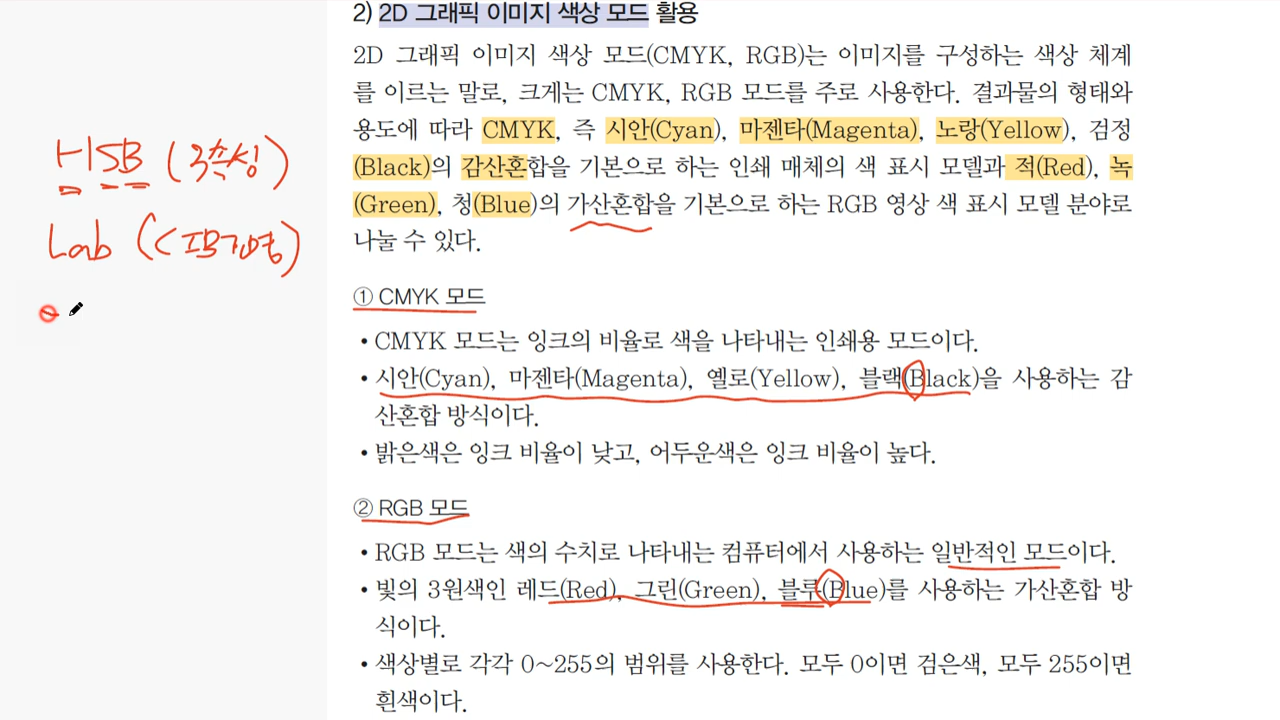 2) 2D 그래픽 이미지 색상 모드 활용
2D 그래픽 이미지 색상 모드(CMYK, RGB)는 이미지를 구성하는 색상 체계
를 이르는 말로, 크게는 CMYK, RGB 모드를 주로 사용한다. 결과물의 형태와
용도에 따라 CMYK, 즉 시안(Cyan), 마젠타(Magenta), 노랑(Yellow), 검정
(Black)의 감산혼합을 기본으로 하는 인쇄 매체의 색 표시 모델과 적(Red), 녹
(Green), 청(Blue)의 가산혼합을 기본으로 하는 RGB 영상 색 표시 모델 분야로
나눌 수 있다.
HSB (3속성)
Lab (
① CMYK 모드
• CMYK 모드는 잉크의 비율로 색을 나타내는 인쇄용 모드이다.
• 시안(Cyan), 마젠타(Magenta), 옐로(Yellow), 블랙(Black)을 사용하는 감
산혼합 방식이다.
• 밝은색은 잉크 비율이 낮고, 어두운색은 잉크 비율이 높다.
② RGB 모드
• RGB 모드는 색의 수치로 나타내는 컴퓨터에서 사용하는 일반적인 모드이다.
• 빛의 3원색인 레드(Red), 그린(Green), 블루(Blue)를 사용하는 가산혼합 방
식이다.
• 색상별로 각각 0~255의 범위를 사용한다. 모두 0이면 검은색, 모두 255이면
흰색이다.